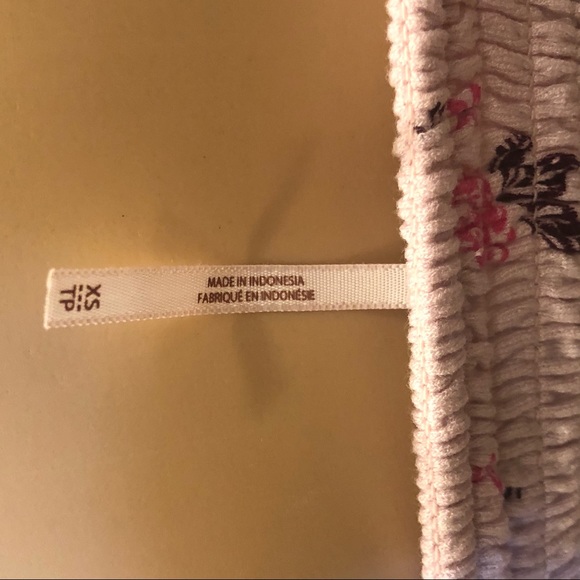 MADE IN INDONESIA
FABRIQUÉ EN INDONÉSIE
XS
TP